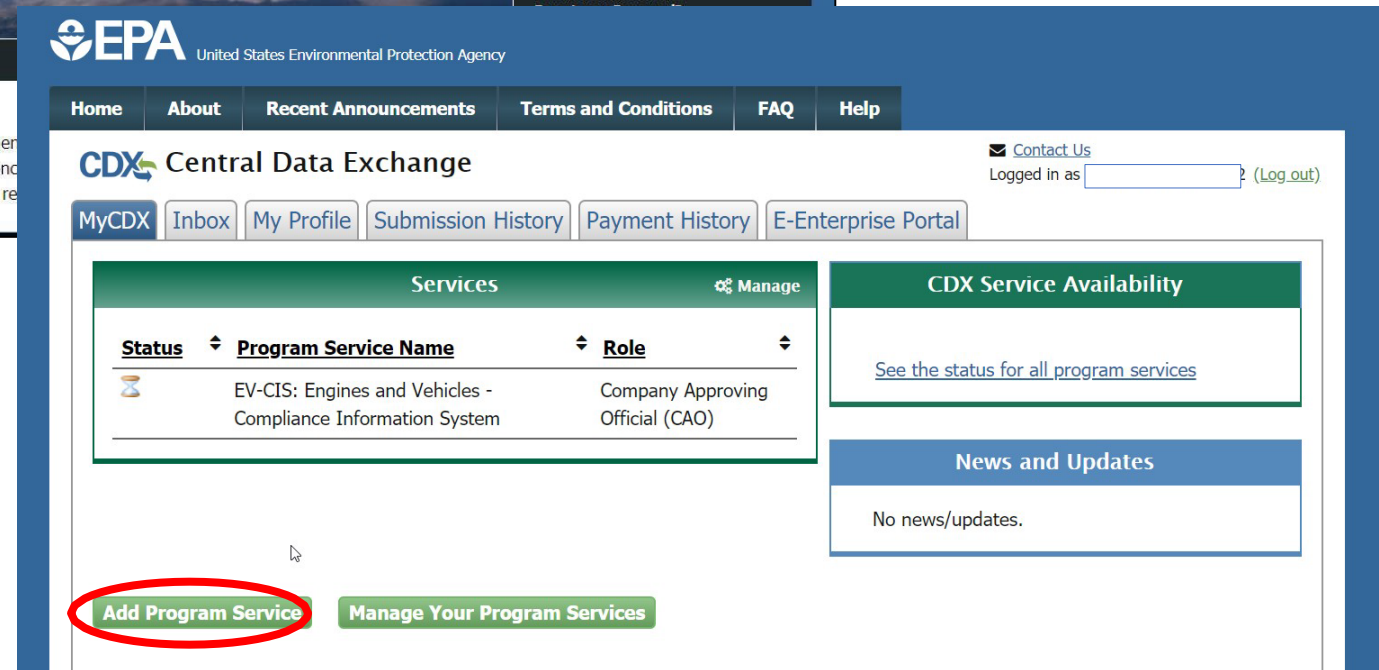 EPA United States Environmental Protection Agency
Home About Recent Announcements Terms and Conditions FAQ Help
CDX Central Data Exchange
Contact Us
Logged in as 2 (Log out)
MyCDX Inbox My Profile Submission History Payment History E-Enterprise Portal
Services Manage
Status Program Service Name Role
EV-CIS: Engines and Vehicles - Company Approving
Compliance Information System Official (CAO)
CDX Service Availability
See the status for all program services
News and Updates
No news/updates.
Add Program Service Manage Your Program Services